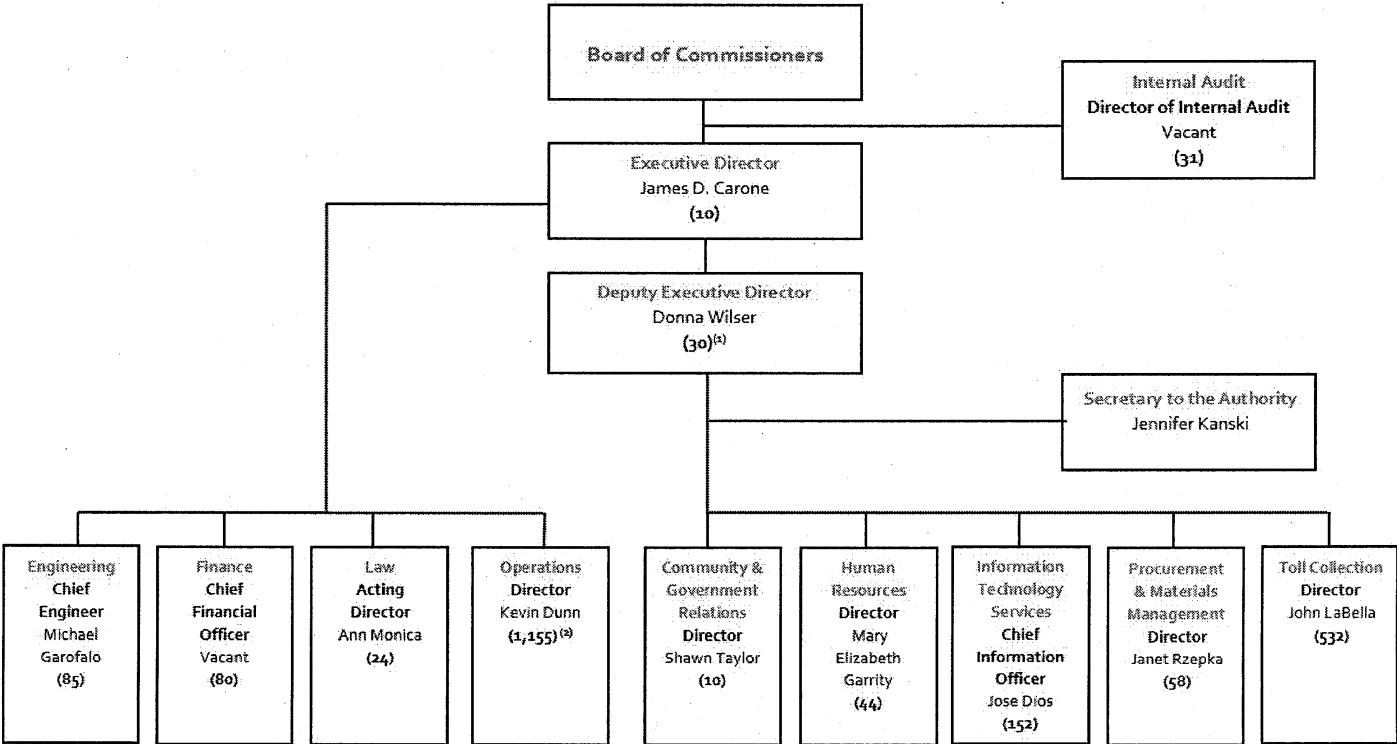 Board of Commissioners
Internal Audit
Director of Internal Audit
Vacant
(31)
Executive Director
James D. Carone
(10)
Deputy Executive Director
Donna Wilser
(30)(1)
Secretary to the Authority
Jennifer Kanski
Engineering
Chief
Engineer
Michael
Garofalo
(85)
Finance
Chief
Financial
Officer
Vacant
(80)
Law
Acting
Director
Ann Monica
(24)
Operations
Director
Kevin Dunn
(1,155)(2)
Community &
Government
Relations
Director
Shawn Taylor
(10)
Human
Resources
Director
Mary
Elizabeth
Garrity
(44)
Information
Technology
Services
Chief
Information
Officer
Jose Dios
(152)
Procurement
& Materials
Management
Director
Janet Rzepka
(58)
Toll Collection
Director
John LaBella
(532)